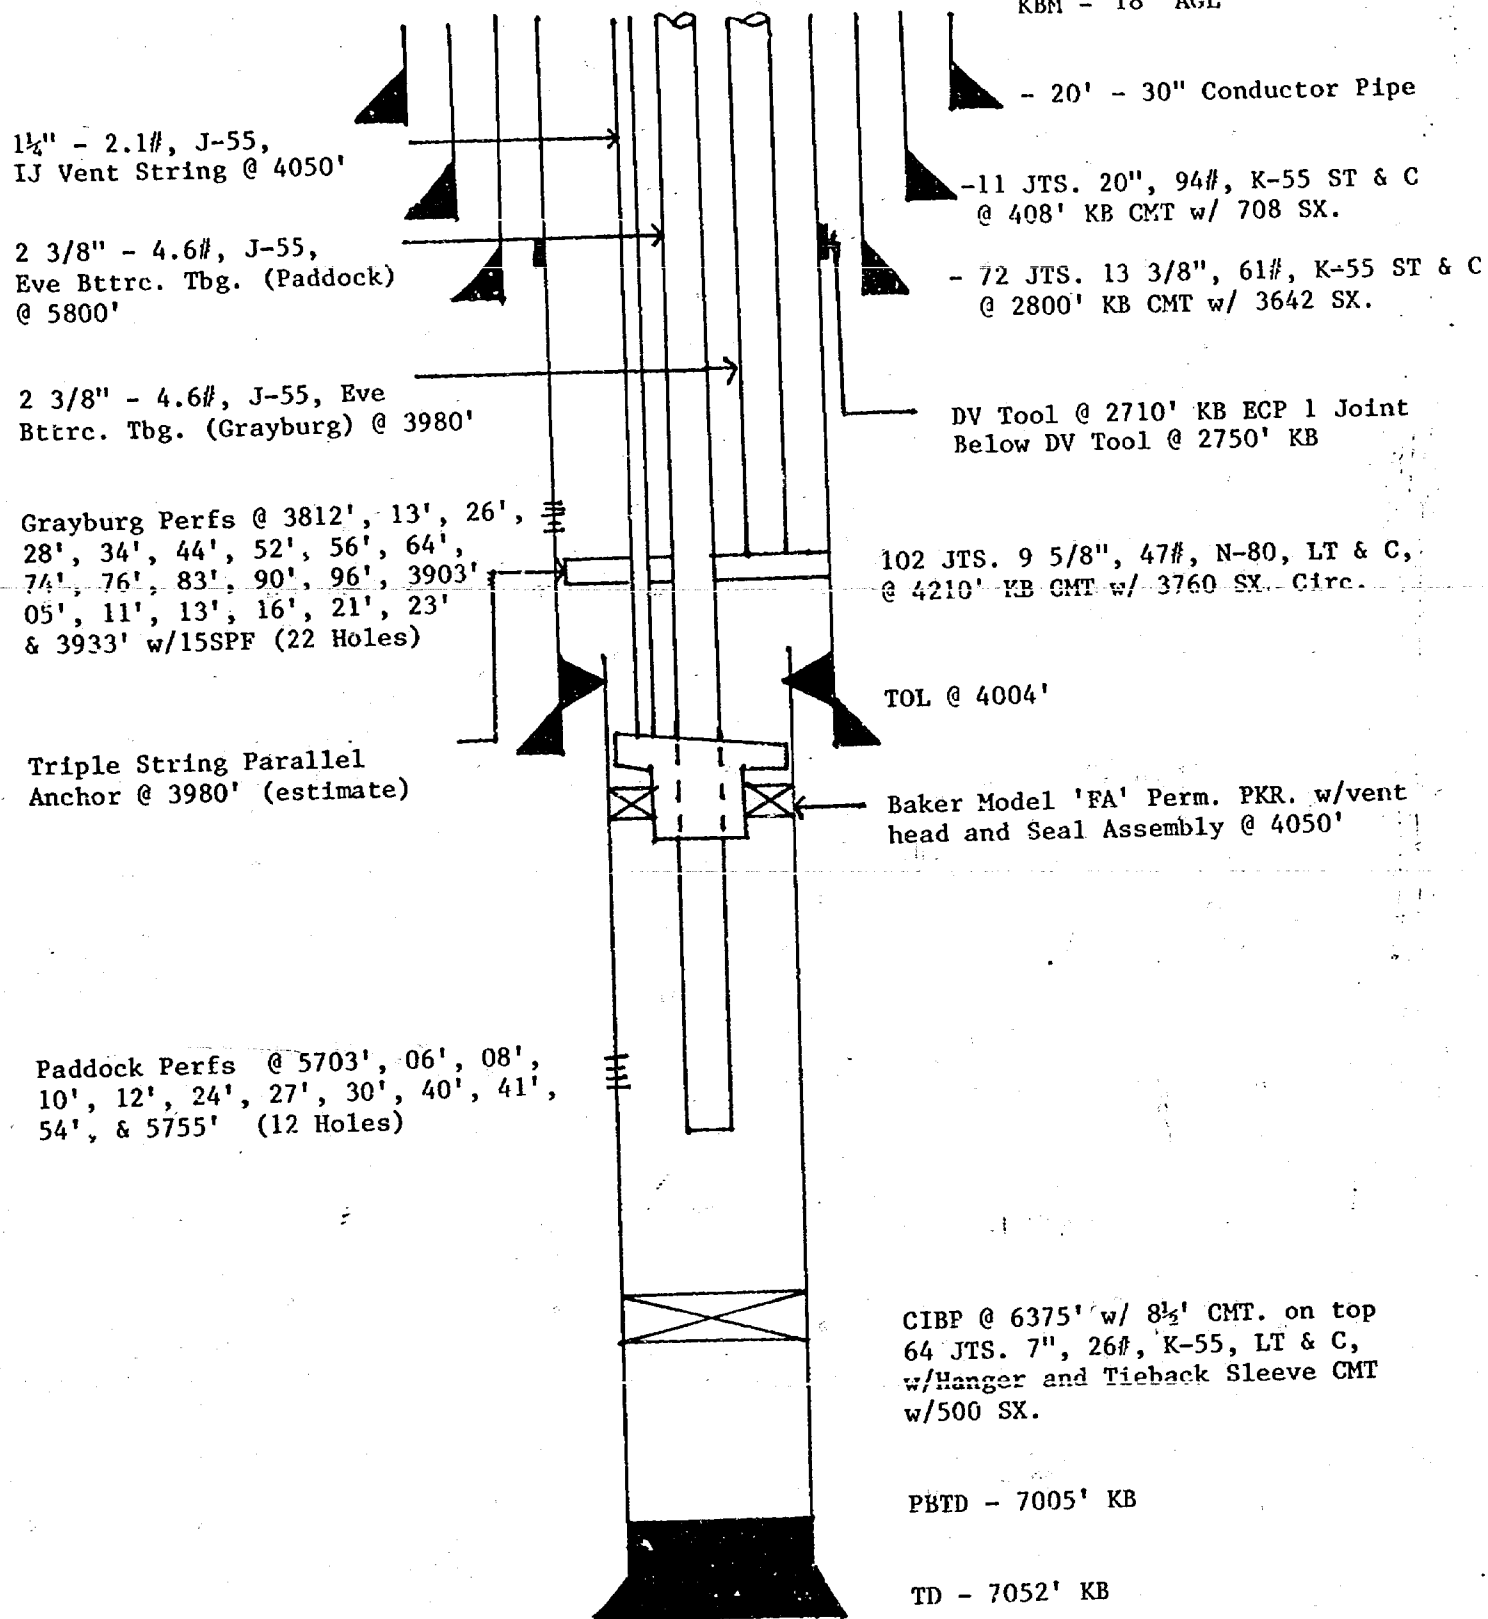 KBM - 18' AGL
- 20' - 30" Conductor Pipe
1¼" - 2.1#, J-55,
IJ Vent String @ 4050'
-11 JTS. 20", 94#, K-55 ST & C
@ 408' KB CMT w/ 708 SX.
2 3/8" - 4.6#, J-55,
Eve Bttrc. Tbg. (Paddock)
@ 5800'
- 72 JTS. 13 3/8", 61#, K-55 ST & C
@ 2800' KB CMT w/ 3642 SX.
2 3/8" - 4.6#, J-55, Eve
Bttrc. Tbg. (Grayburg) @ 3980'
DV Tool @ 2710' KB ECP 1 Joint
Below DV Tool @ 2750' KB
Grayburg Perfs @ 3812', 13', 26',
28', 34', 44', 52', 56', 64',
74', 76', 83', 90', 96', 3903'
05', 11', 13', 16', 21', 23'
& 3933' w/15SPF (22 Holes)
102 JTS. 9 5/8", 47#, N-80, LT & C,
@ 4210' KB CMT w/ 3760 SX. Circ.
TOL @ 4004'
Triple String Parallel
Anchor @ 3980' (estimate)
Baker Model 'FA' Perm. PKR. w/vent
head and Seal Assembly @ 4050'
Paddock Perfs @ 5703', 06', 08',
10', 12', 24', 27', 30', 40', 41',
54', & 5755' (12 Holes)
CIBP @ 6375' w/ 8½' CMT. on top
64 JTS. 7", 26#, K-55, LT & C,
w/Hanger and Tieback Sleeve CMT
w/500 SX.
PBTD - 7005' KB
TD - 7052' KB